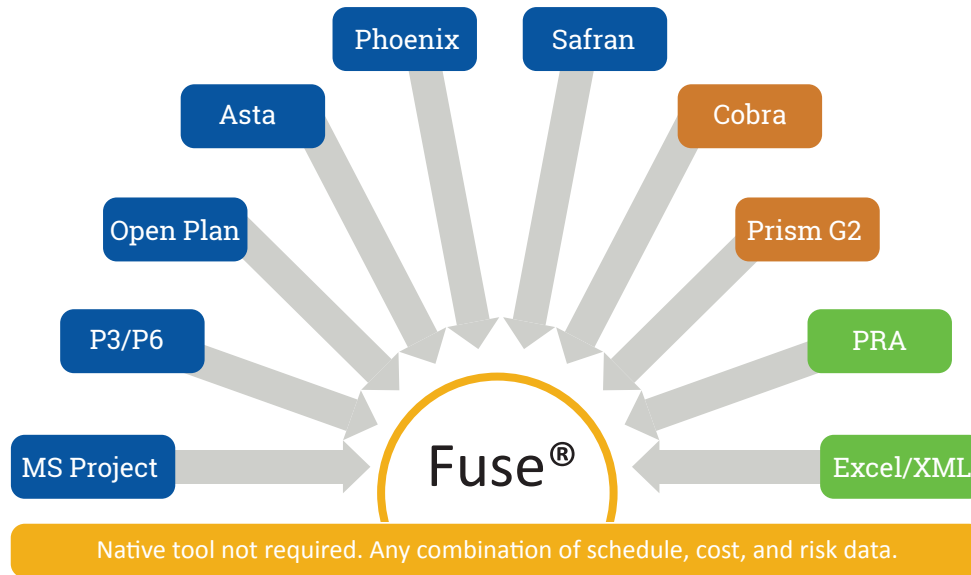 Phoenix
Safran
Asta
Cobra
Open Plan
Prism G2
P3/P6
PRA
MS Project
Fuse®
Excel/XML
Native tool not required. Any combination of schedule, cost, and risk data.